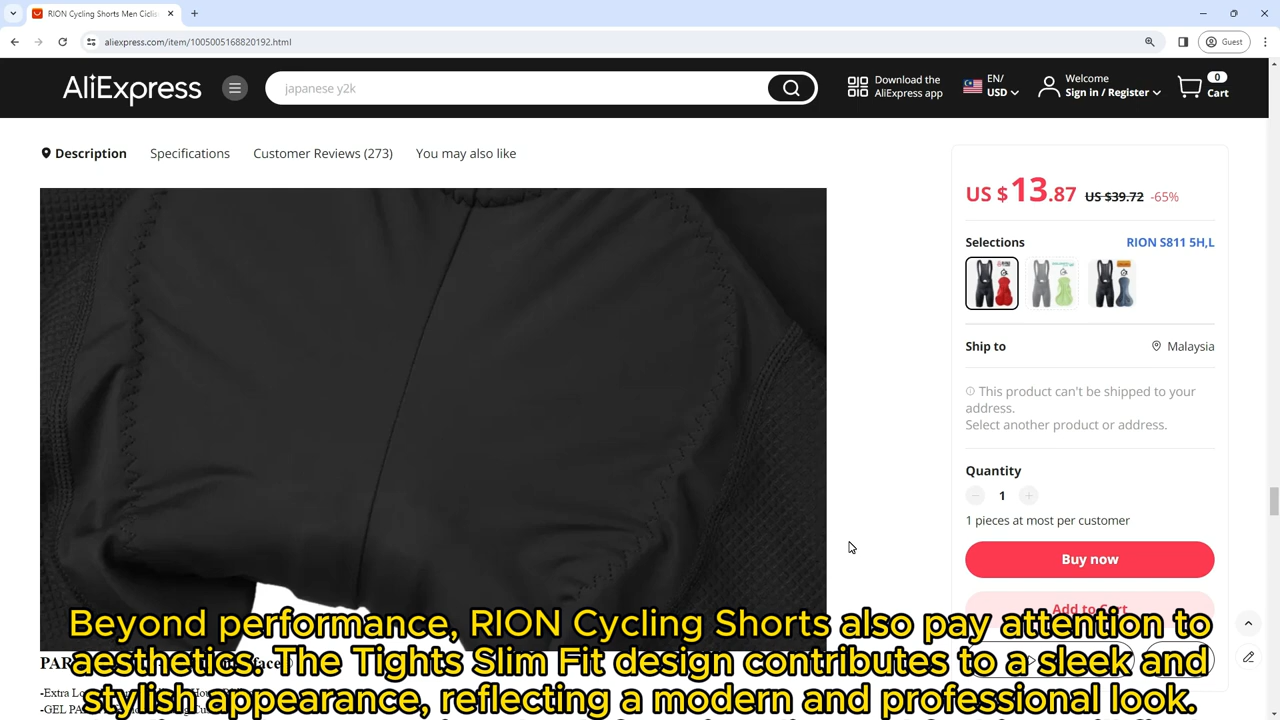 RION Cycling Shorts Men Ciclis
aliexpress.com/item/1005005168820192.html
Guest
AliExpress
japanese y2k
Download the
AliExpress app
EN/
USD
Welcome
Sign in / Register
0
Cart
Description
Specifications
Customer Reviews (273)
You may also like
US $13.87 US $39.72 -65%
Selections
RION S811 5H,L
Ship to
Malaysia
This product can't be shipped to your
address.
Select another product or address.
Quantity
1
1 pieces at most per customer
Buy now
Add to Cart
Beyond performance, RION Cycling Shorts also pay attention to
aesthetics. The Tights Slim Fit design contributes to a sleek and
stylish appearance, reflecting a modern and professional look.
-Extra
-GEL